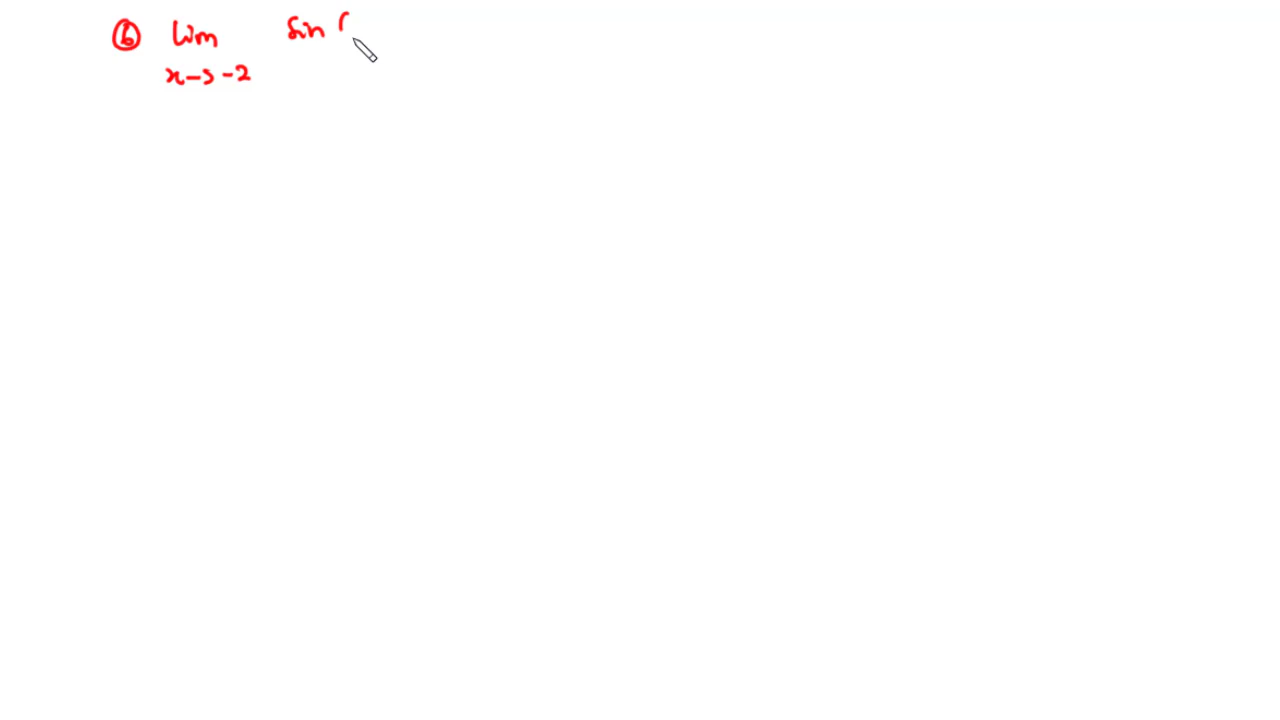 ⑥ lim sin (
x→-2